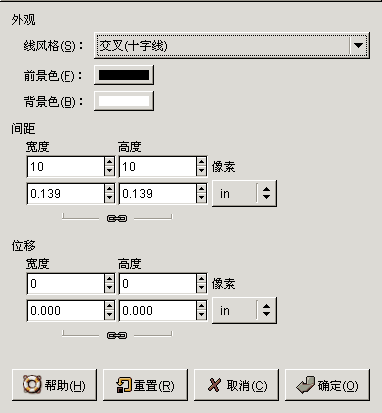 外观
线风格(S)： 交叉(十字线)
前景色(F)：
背景色(B)：
间距
宽度 高度
10 10 像素
0.139 0.139 in
位移
宽度 高度
0 0 像素
0.000 0.000 in
帮助(H) 重置(R) 取消(C) 确定(O)